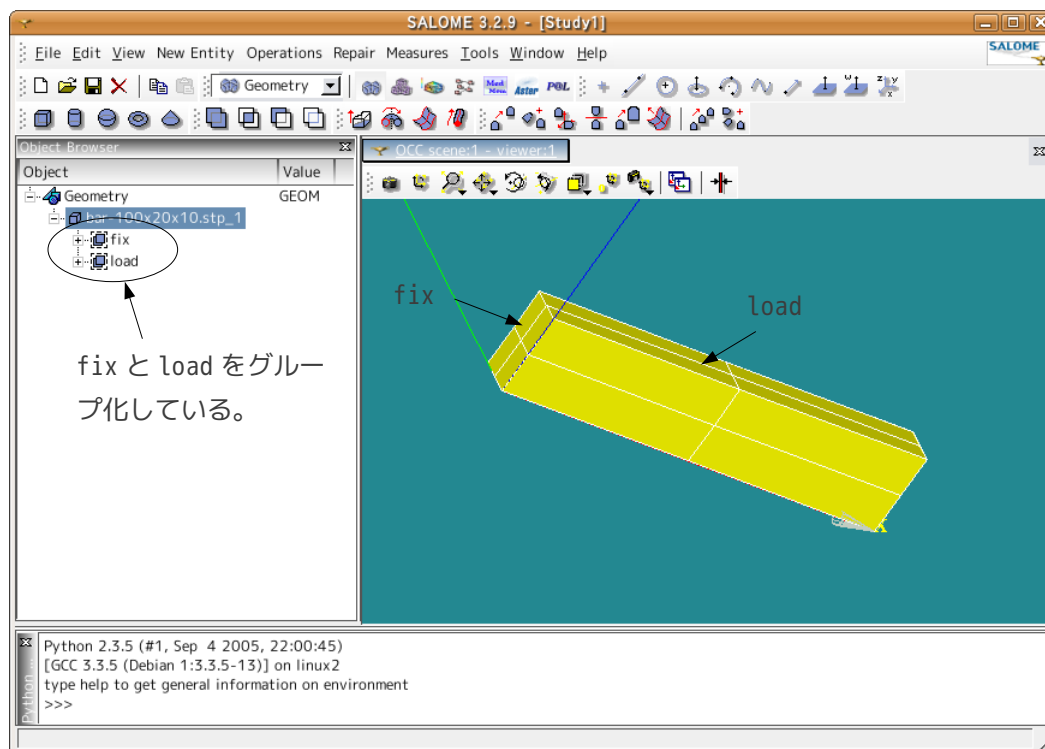 SALOME 3.2.9 - [Study1]
File Edit View New Entity Operations Repair Measures Tools Window Help
SALOME
Geometry
Med Mem Aster POL
Object Browser
OCC scene:1 - viewer:1
Object Value
Geometry GEOM
bar-100x20x10.stp_1
fix
load
fix
load
fix と load をグルー
プ化している。
Python 2.3.5 (#1, Sep 4 2005, 22:00:45)
[GCC 3.3.5 (Debian 1:3.3.5-13)] on linux2
type help to get general information on environment
>>>